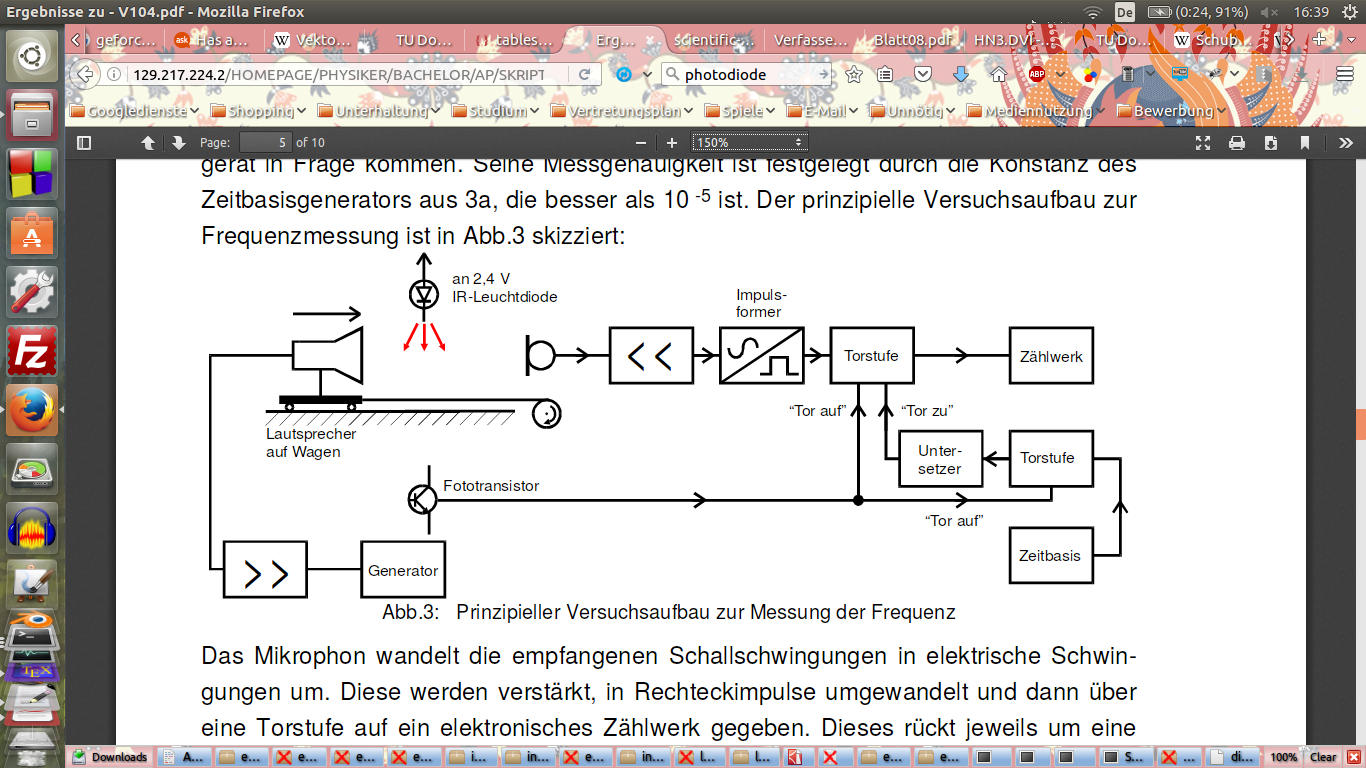 Ergebnisse zu - V104.pdf - Mozilla Firefox
De (0:24, 91%) 16:39
geforc... Has a... Vekto... TU Do... tables... Erg... scientific-... Verfasse... Blatt08.pdf HN3.DVI TU Do... Schub...
129.217.224.2/HOMEPAGE/PHYSIKER/BACHELOR/AP/SKRIPT
photodiode
Googledienste Shopping Unterhaltung Studium Vertretungsplan Spiele E-Mail Unnötig Mediennutzung Bewerbung
Page: 5 of 10
150%
gerät in Frage kommen. Seine Messgenauigkeit ist festgelegt durch die Konstanz des
Zeitbasisgenerators aus 3a, die besser als 10 -5 ist. Der prinzipielle Versuchsaufbau zur
Frequenzmessung ist in Abb.3 skizziert:
an 2,4 V
IR-Leuchtdiode
Impuls-
former
Torstufe
Zählwerk
“Tor auf”
“Tor zu”
Lautsprecher
auf Wagen
Unter-
setzer
Torstufe
Fototransistor
“Tor auf”
Zeitbasis
Generator
Abb.3: Prinzipieller Versuchsaufbau zur Messung der Frequenz
Das Mikrophon wandelt die empfangenen Schallschwingungen in elektrische Schwin-
gungen um. Diese werden verstärkt, in Rechteckimpulse umgewandelt und dann über
eine Torstufe auf ein elektronisches Zählwerk gegeben. Dieses rückt jeweils um eine
Downloads A... e... e... e... e... i... in... e... in... l... l... e... e... S... ... di... 100% Clear